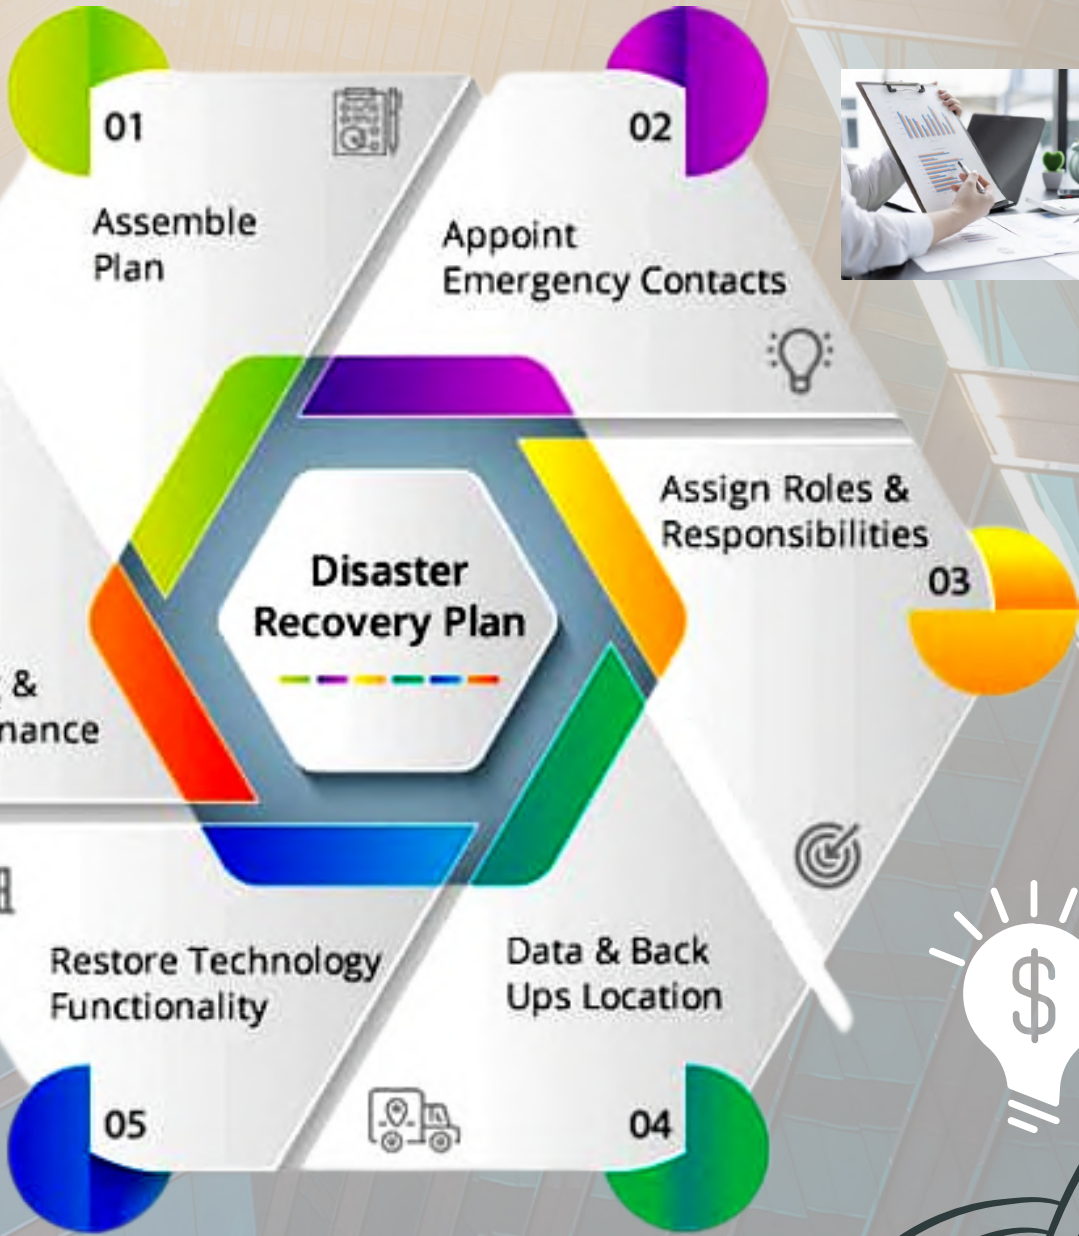 01
Assemble
Plan
02
Appoint
Emergency Contacts
Assign Roles &
Responsibilities
03
Disaster
Recovery Plan
&
Data & Back
Ups Location
04
Restore Technology
Functionality
05
$